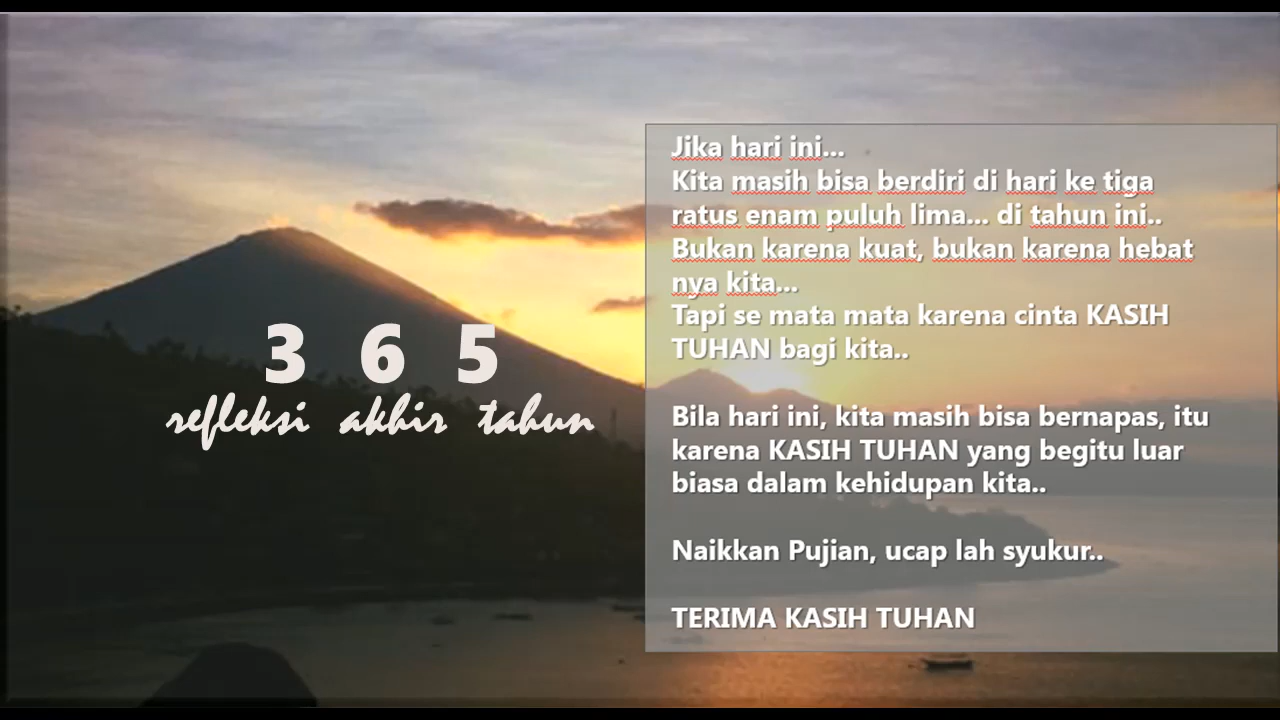 3 6 5
refleksi akhir tahun
Jika hari ini...
Kita masih bisa berdiri di hari ke tiga
ratus enam puluh lima... di tahun ini..
Bukan karena kuat, bukan karena hebat
nya kita...
Tapi se mata mata karena cinta KASIH
TUHAN bagi kita..
Bila hari ini, kita masih bisa bernapas, itu
karena KASIH TUHAN yang begitu luar
biasa dalam kehidupan kita..
Naikkan Pujian, ucap lah syukur..
TERIMA KASIH TUHAN